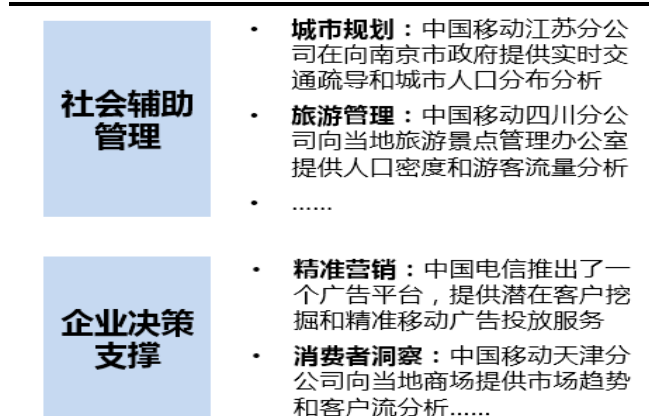 社会辅助
管理
• 城市规划：中国移动江苏分公
司在向南京市政府提供实时交
通疏导和城市人口分布分析
• 旅游管理：中国移动四川分公
司向当地旅游景点管理办公室
提供人口密度和游客流量分析
• ......
企业决策
支撑
• 精准营销：中国电信推出了一
个广告平台，提供潜在客户挖
掘和精准移动广告投放服务
• 消费者洞察：中国移动天津分
公司向当地商场提供市场趋势
和客户流分析......